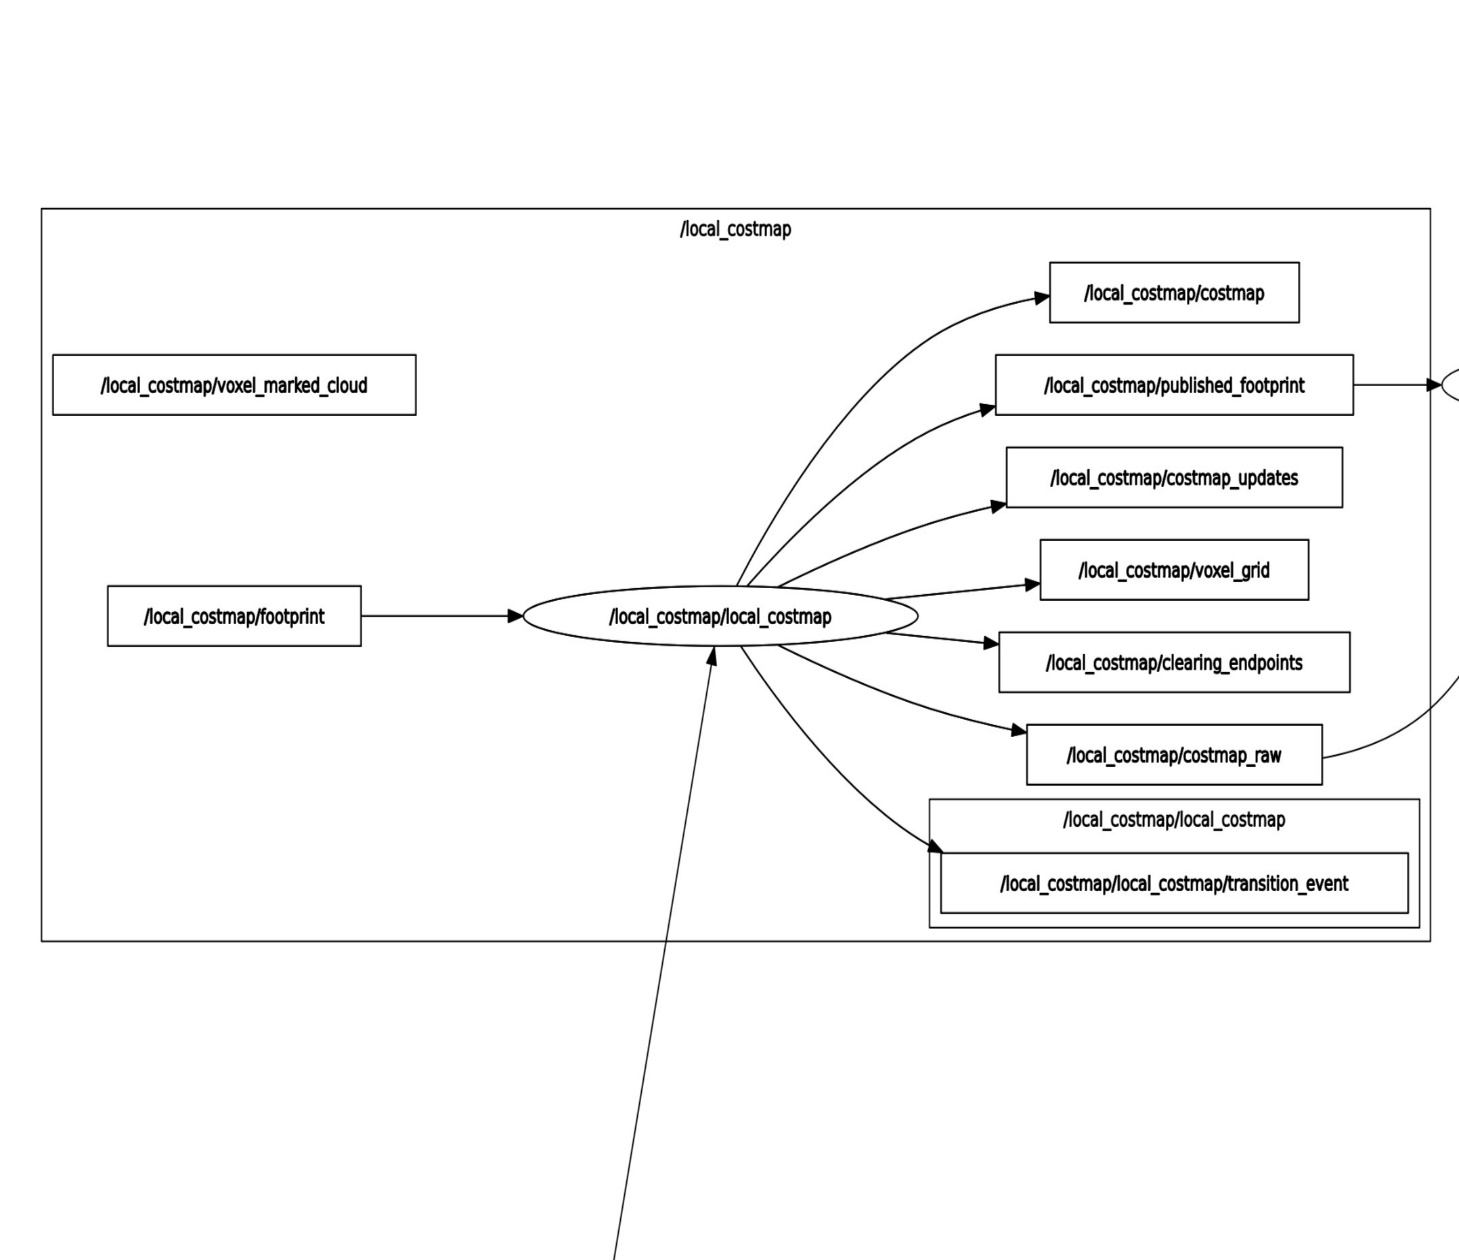 /local_costmap
/local_costmap/costmap
/local_costmap/voxel_marked_cloud
/local_costmap/published_footprint
/local_costmap/costmap_updates
/local_costmap/voxel_grid
/local_costmap/footprint
/local_costmap/local_costmap
/local_costmap/clearing_endpoints
/local_costmap/costmap_raw
/local_costmap/local_costmap
/local_costmap/local_costmap/transition_event